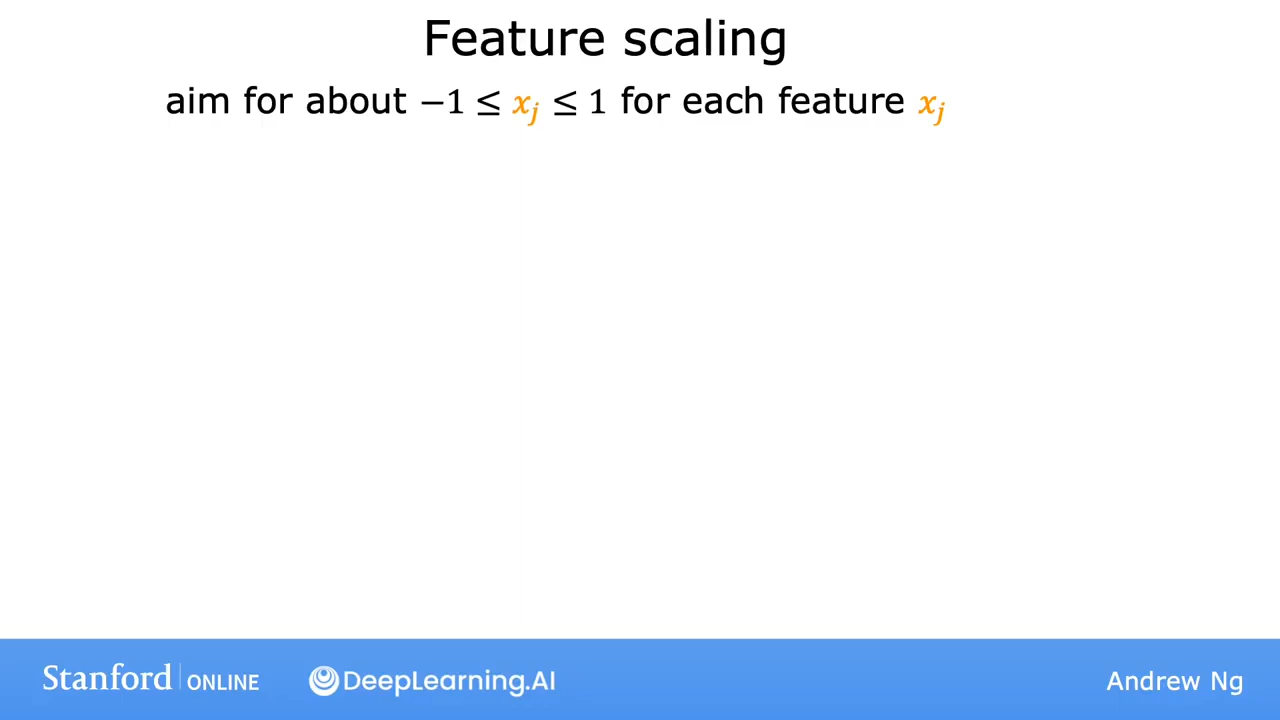 Feature scaling
aim for about −1 ≤ xⱼ ≤ 1 for each feature xⱼ
Stanford | ONLINE DeepLearning.AI Andrew Ng